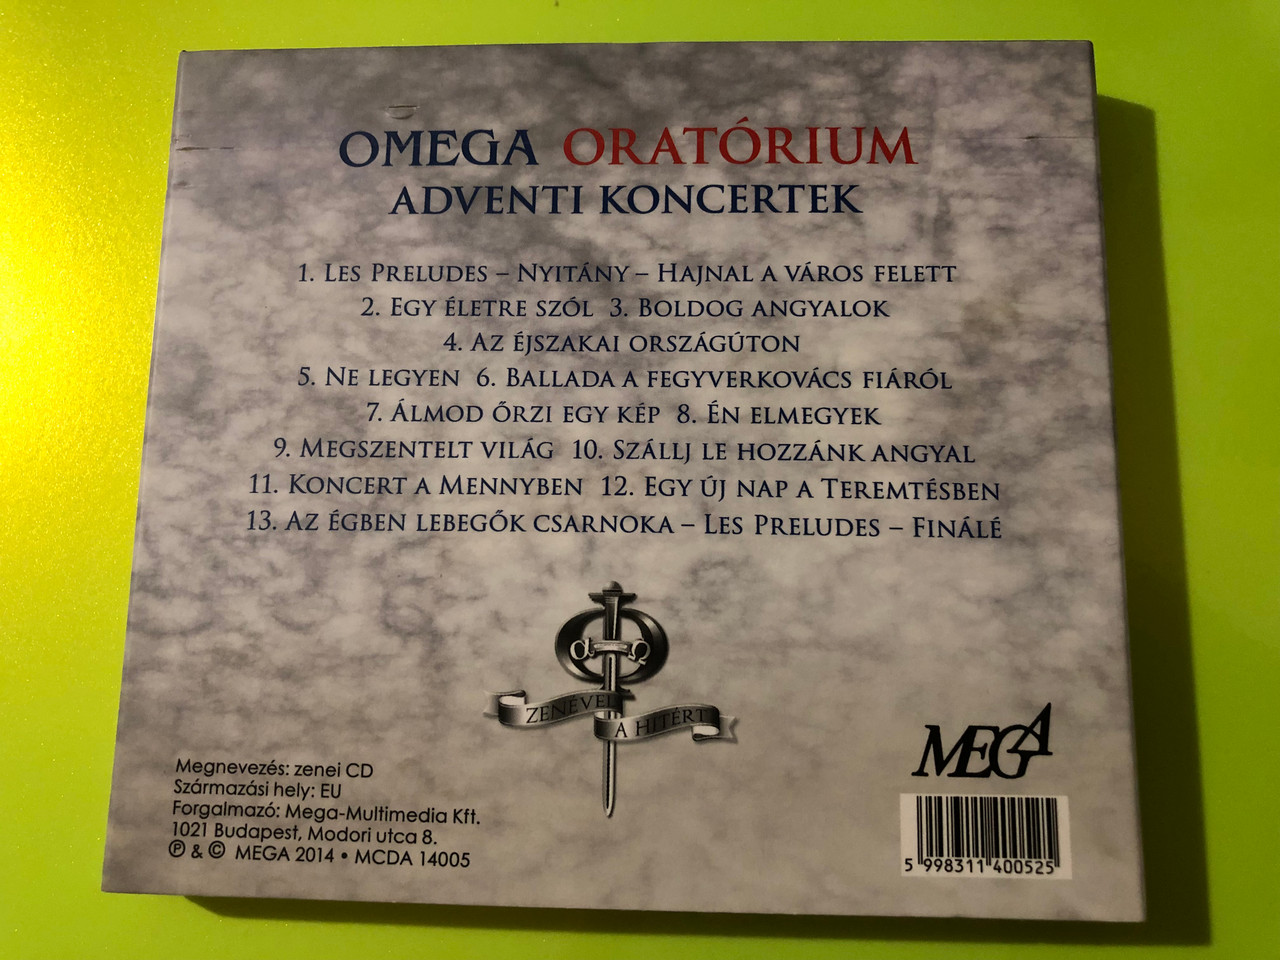 OMEGA ORATÓRIUM
ADVENTI KONCERTEK
1. LES PRELUDES – NYITÁNY – HAJNAL A VÁROS FELETT
2. EGY ÉLETRE SZÓL 3. BOLDOG ANGYALOK
4. AZ ÉJSZAKAI ORSZÁGÚTON
5. NE LEGYEN 6. BALLADA A FEGYVERKOVÁCS FIÁRÓL
7. ÁLMOD ŐRZI EGY KÉP 8. ÉN ELMEGYEK
9. MEGSZENTELT VILÁG 10. SZÁLLJ LE HOZZÁNK ANGYAL
11. KONCERT A MENNYBEN 12. EGY ÚJ NAP A TEREMTÉSBEN
13. AZ ÉGBEN LEBEGŐK CSARNOKA – LES PRELUDES – FINÁLÉ
α Ω
ZENÉVEL
A HITÉRT
MEGA
Megnevezés: zenei CD
Származási hely: EU
Forgalmazó: Mega-Multimedia Kft.
1021 Budapest, Modori utca 8.
℗ & © MEGA 2014 • MCDA 14005
5 998311 400525